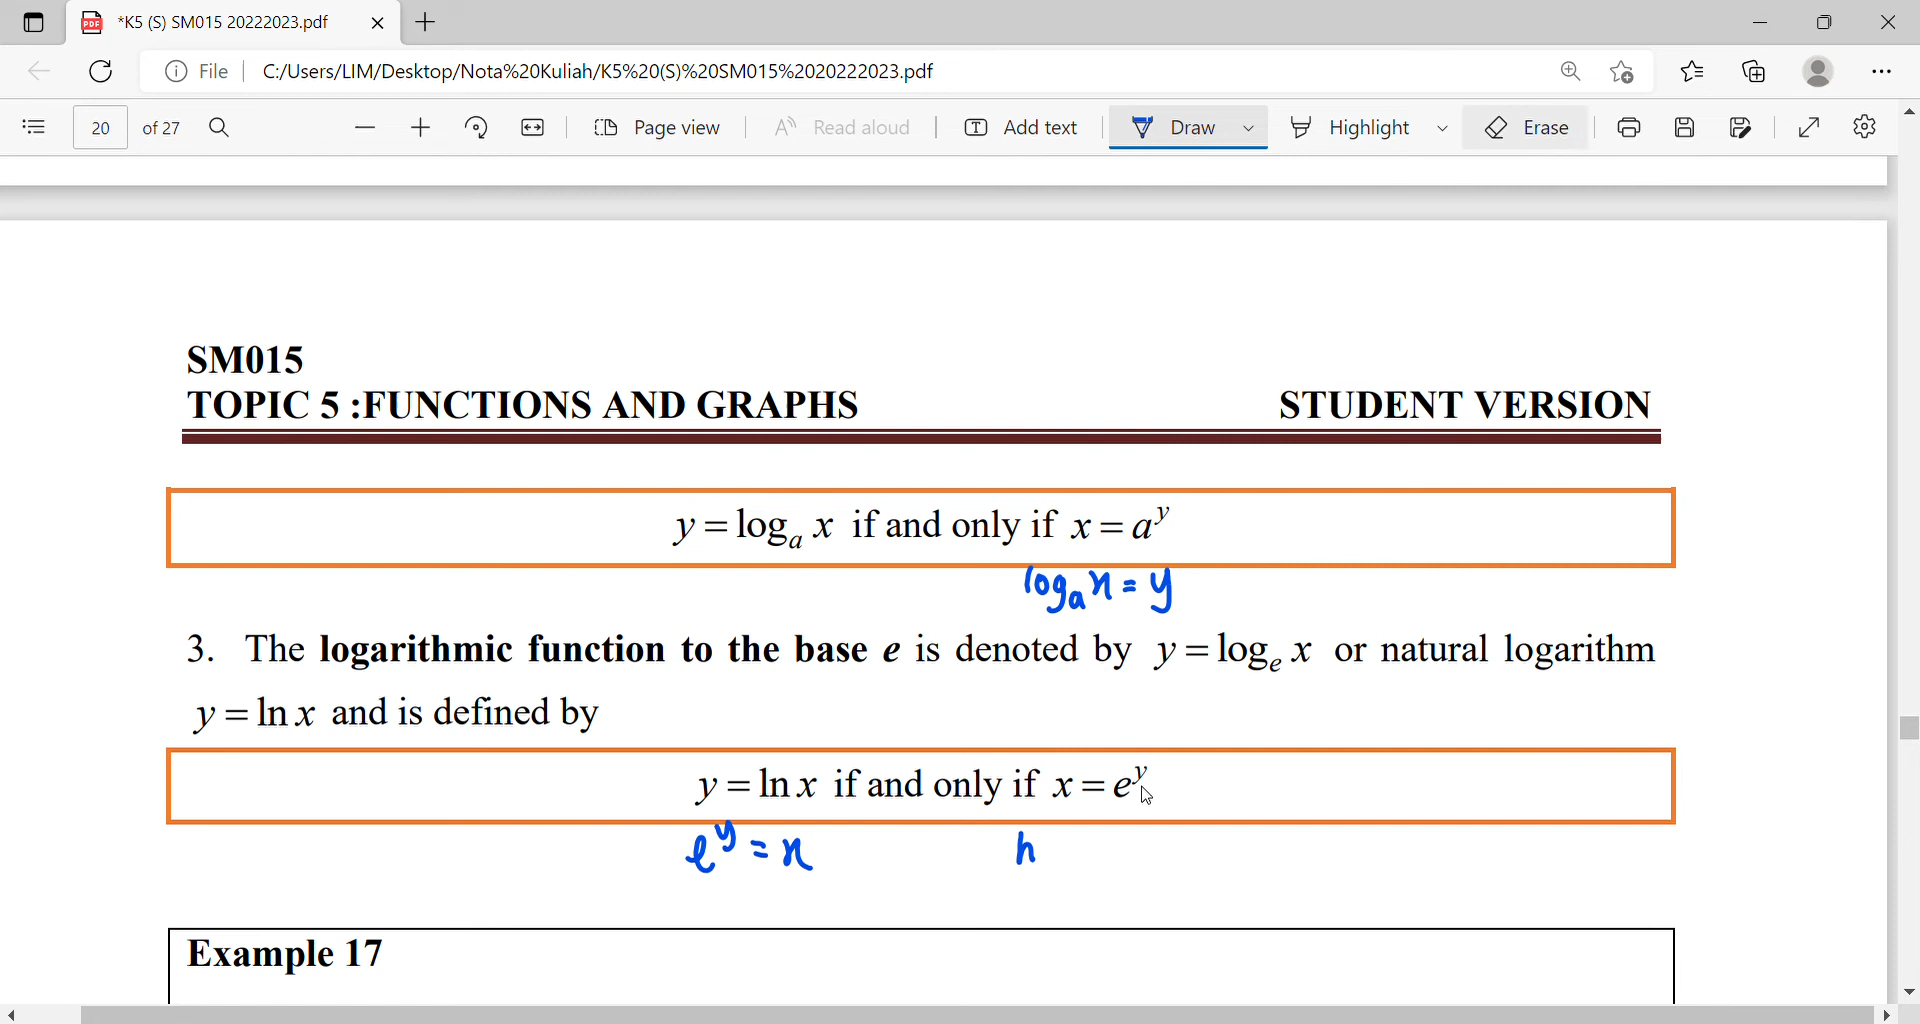 *K5 (S) SM015 20222023.pdf
File C:/Users/LIM/Desktop/Nota%20Kuliah/K5%20(S)%20SM015%2020222023.pdf
20 of 27 Page view Read aloud Add text Draw Highlight Erase
SM015
TOPIC 5 :FUNCTIONS AND GRAPHS STUDENT VERSION
y = logₐ x if and only if x = aʸ
logₐ x = y
3. The logarithmic function to the base e is denoted by y = logₑ x or natural logarithm
y = ln x and is defined by
y = ln x if and only if x = eʸ
eʸ = x h
Example 17